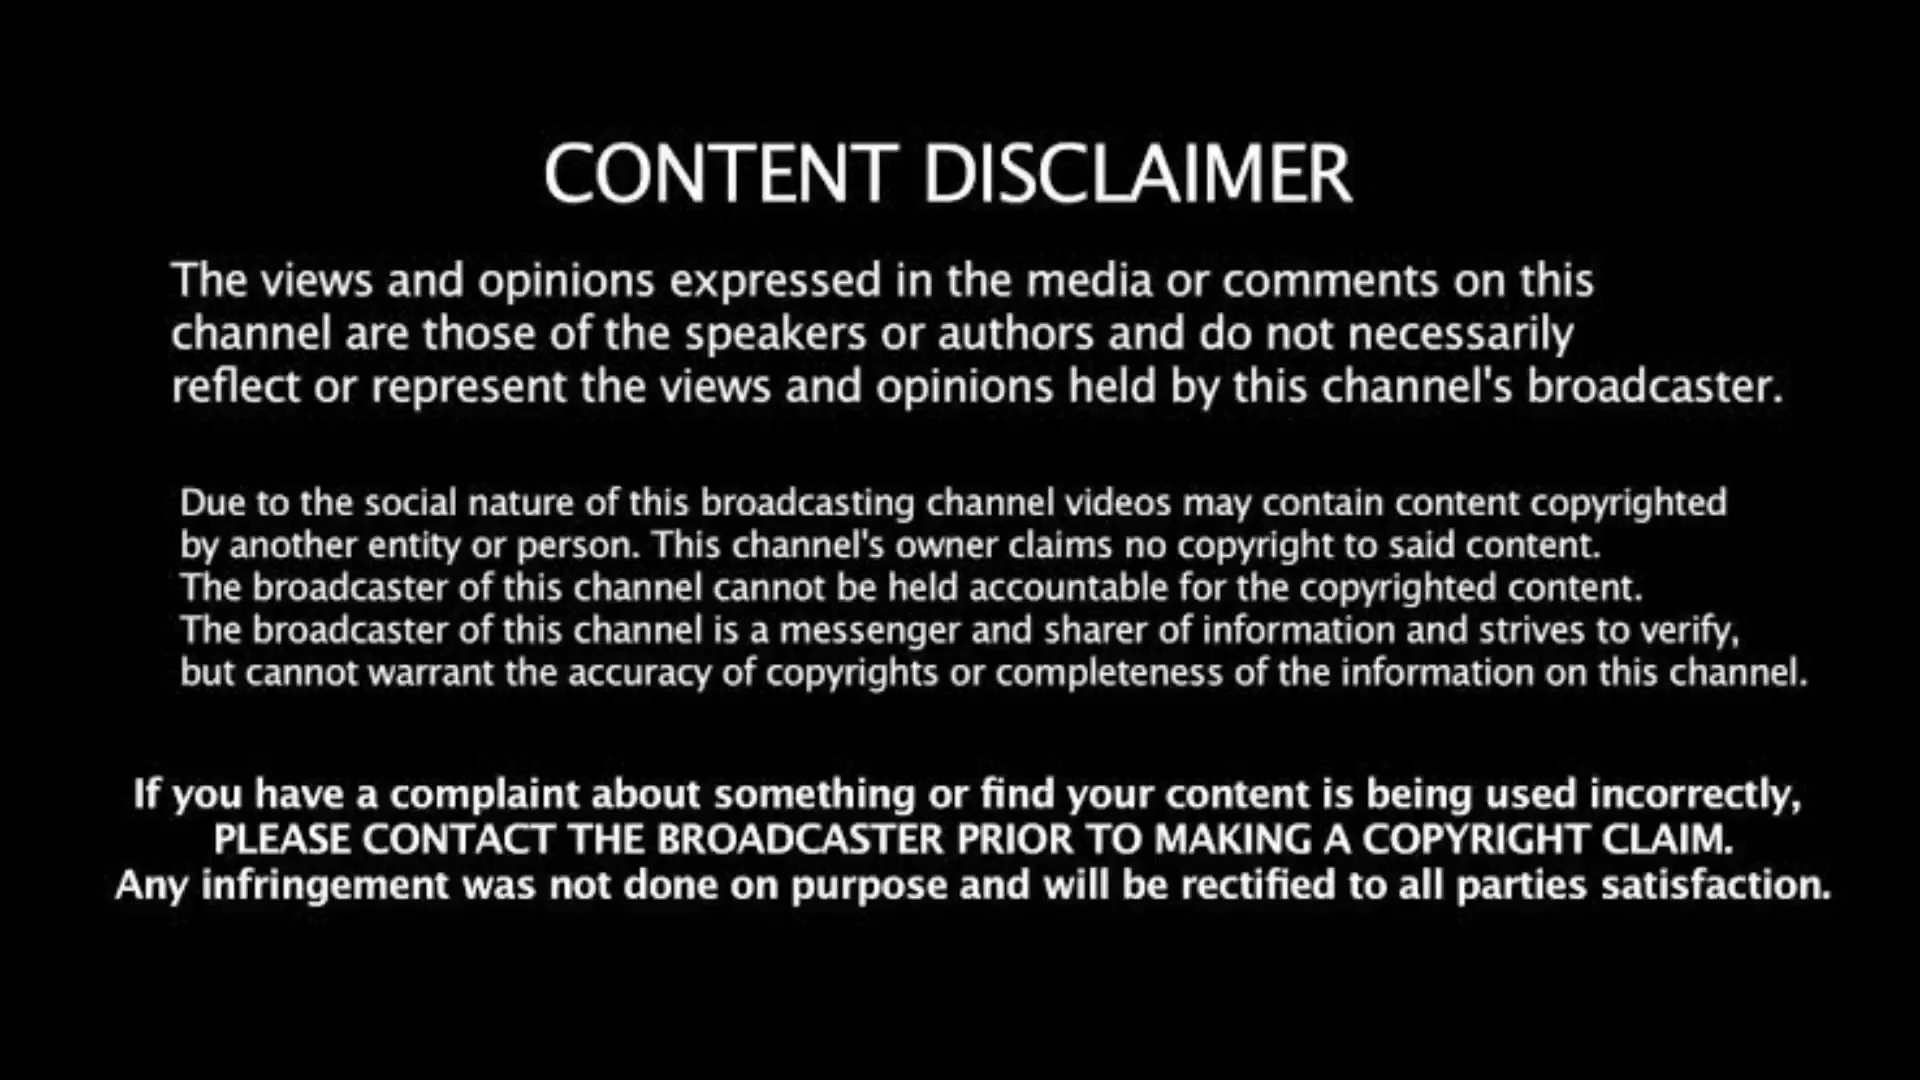 CONTENT DISCLAIMER
The views and opinions expressed in the media or comments on this
channel are those of the speakers or authors and do not necessarily
reflect or represent the views and opinions held by this channel's broadcaster.
Due to the social nature of this broadcasting channel videos may contain content copyrighted
by another entity or person. This channel's owner claims no copyright to said content.
The broadcaster of this channel cannot be held accountable for the copyrighted content.
The broadcaster of this channel is a messenger and sharer of information and strives to verify,
but cannot warrant the accuracy of copyrights or completeness of the information on this channel.
If you have a complaint about something or find your content is being used incorrectly,
PLEASE CONTACT THE BROADCASTER PRIOR TO MAKING A COPYRIGHT CLAIM.
Any infringement was not done on purpose and will be rectified to all parties satisfaction.